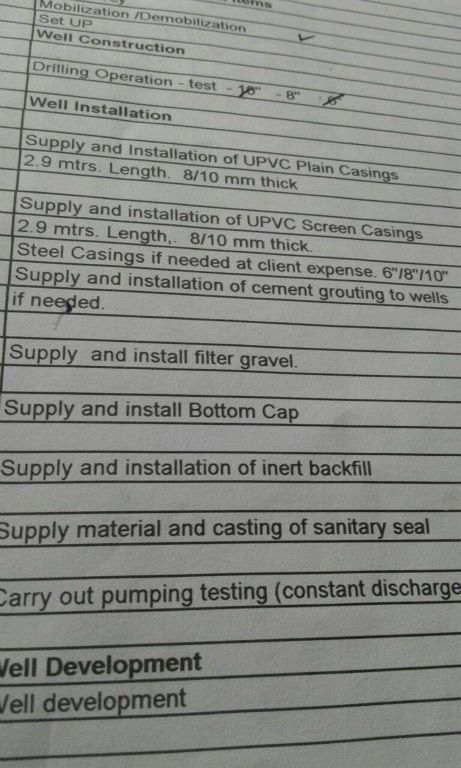 Items
Mobilization /Demobilization
Set UP
Well Construction
Drilling Operation - test - 10" - 8" 6"
Well Installation
Supply and Installation of UPVC Plain Casings
2.9 mtrs. Length. 8/10 mm thick
Supply and installation of UPVC Screen Casings
2.9 mtrs. Length,. 8/10 mm thick.
Steel Casings if needed at client expense. 6"/8"/10"
Supply and installation of cement grouting to wells
if needed.
Supply and install filter gravel.
Supply and install Bottom Cap
Supply and installation of inert backfill
Supply material and casting of sanitary seal
Carry out pumping testing (constant discharge
Well Development
Well development